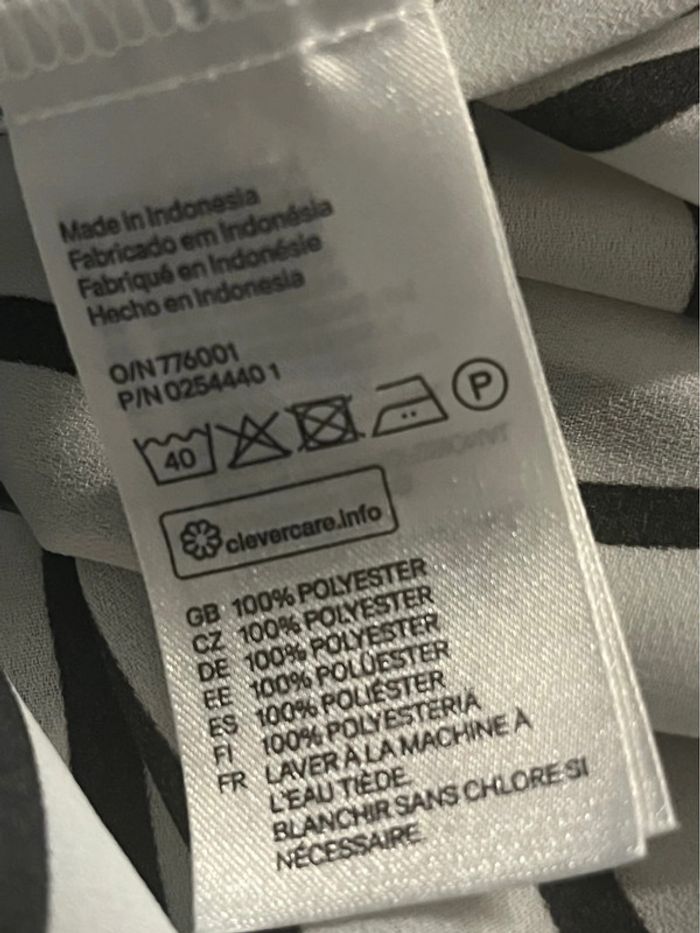 Made in Indonesia
Fabricado em Indonésia
Fabriqué en Indonésie
Hecho en Indonesia
O/N 776001
P/N 0254440 1
40 P
clevercare.info
GB 100% POLYESTER
CZ 100% POLYESTER
DE 100% POLYESTER
EE 100% POLÜESTER
ES 100% POLIÉSTER
FI 100% POLYESTERIÄ
FR LAVER À LA MACHINE À
L'EAU TIÈDE.
BLANCHIR SANS CHLORE SI
NÉCESSAIRE.